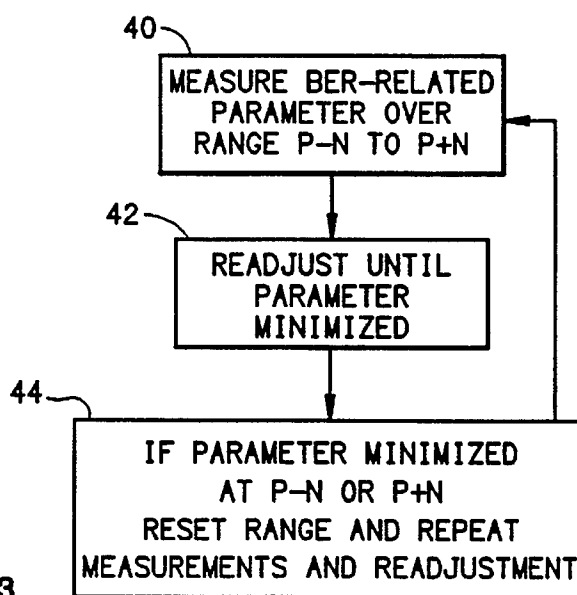 40
MEASURE BER-RELATED
PARAMETER OVER
RANGE P-N TO P+N
42
READJUST UNTIL
PARAMETER
MINIMIZED
44
IF PARAMETER MINIMIZED
AT P-N OR P+N
RESET RANGE AND REPEAT
MEASUREMENTS AND READJUSTMENT
3